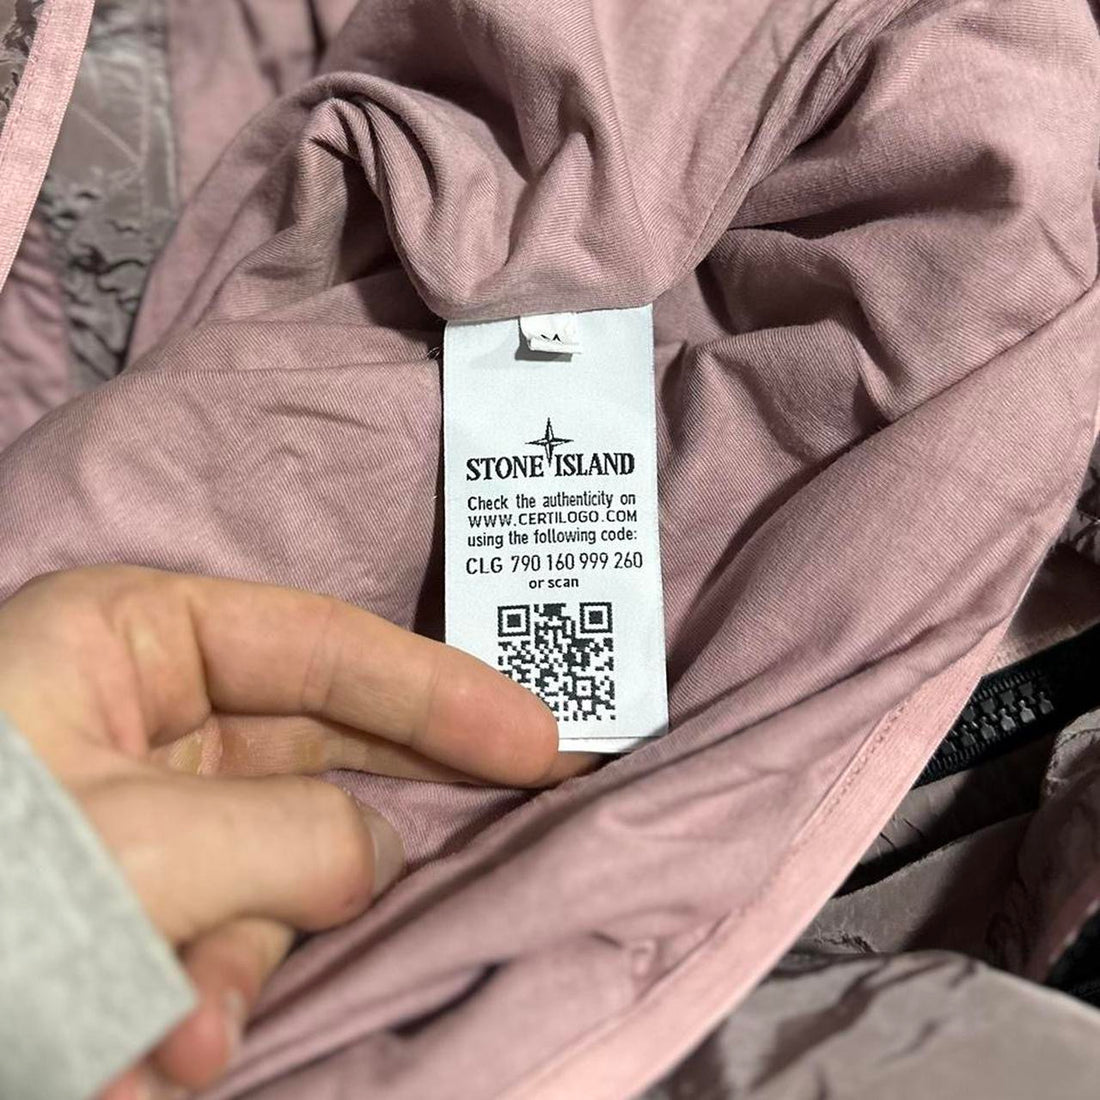 STONE ISLAND
Check the authenticity on
WWW.CERTILOGO.COM
using the following code:
CLG 790 160 999 260
or scan